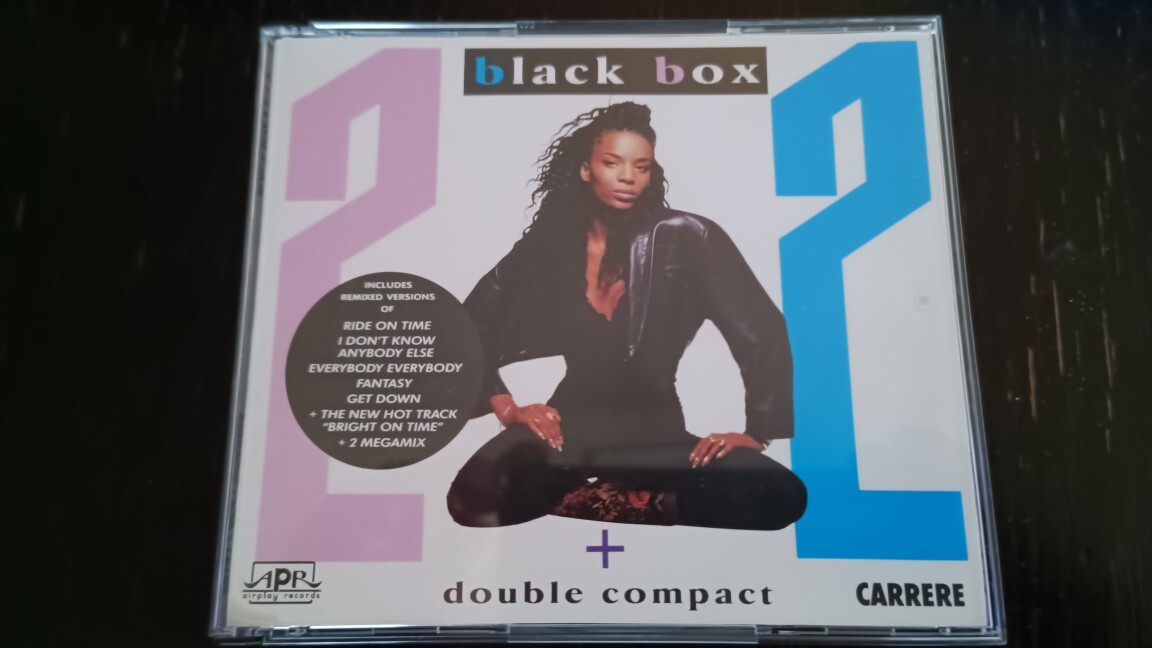 black box
2 2
INCLUDES
REMIXED VERSIONS
OF
RIDE ON TIME
I DON'T KNOW
ANYBODY ELSE
EVERYBODY EVERYBODY
FANTASY
GET DOWN
+ THE NEW HOT TRACK
"BRIGHT ON TIME"
+ 2 MEGAMIX
+
APR
airplay records
double compact
CARRERE